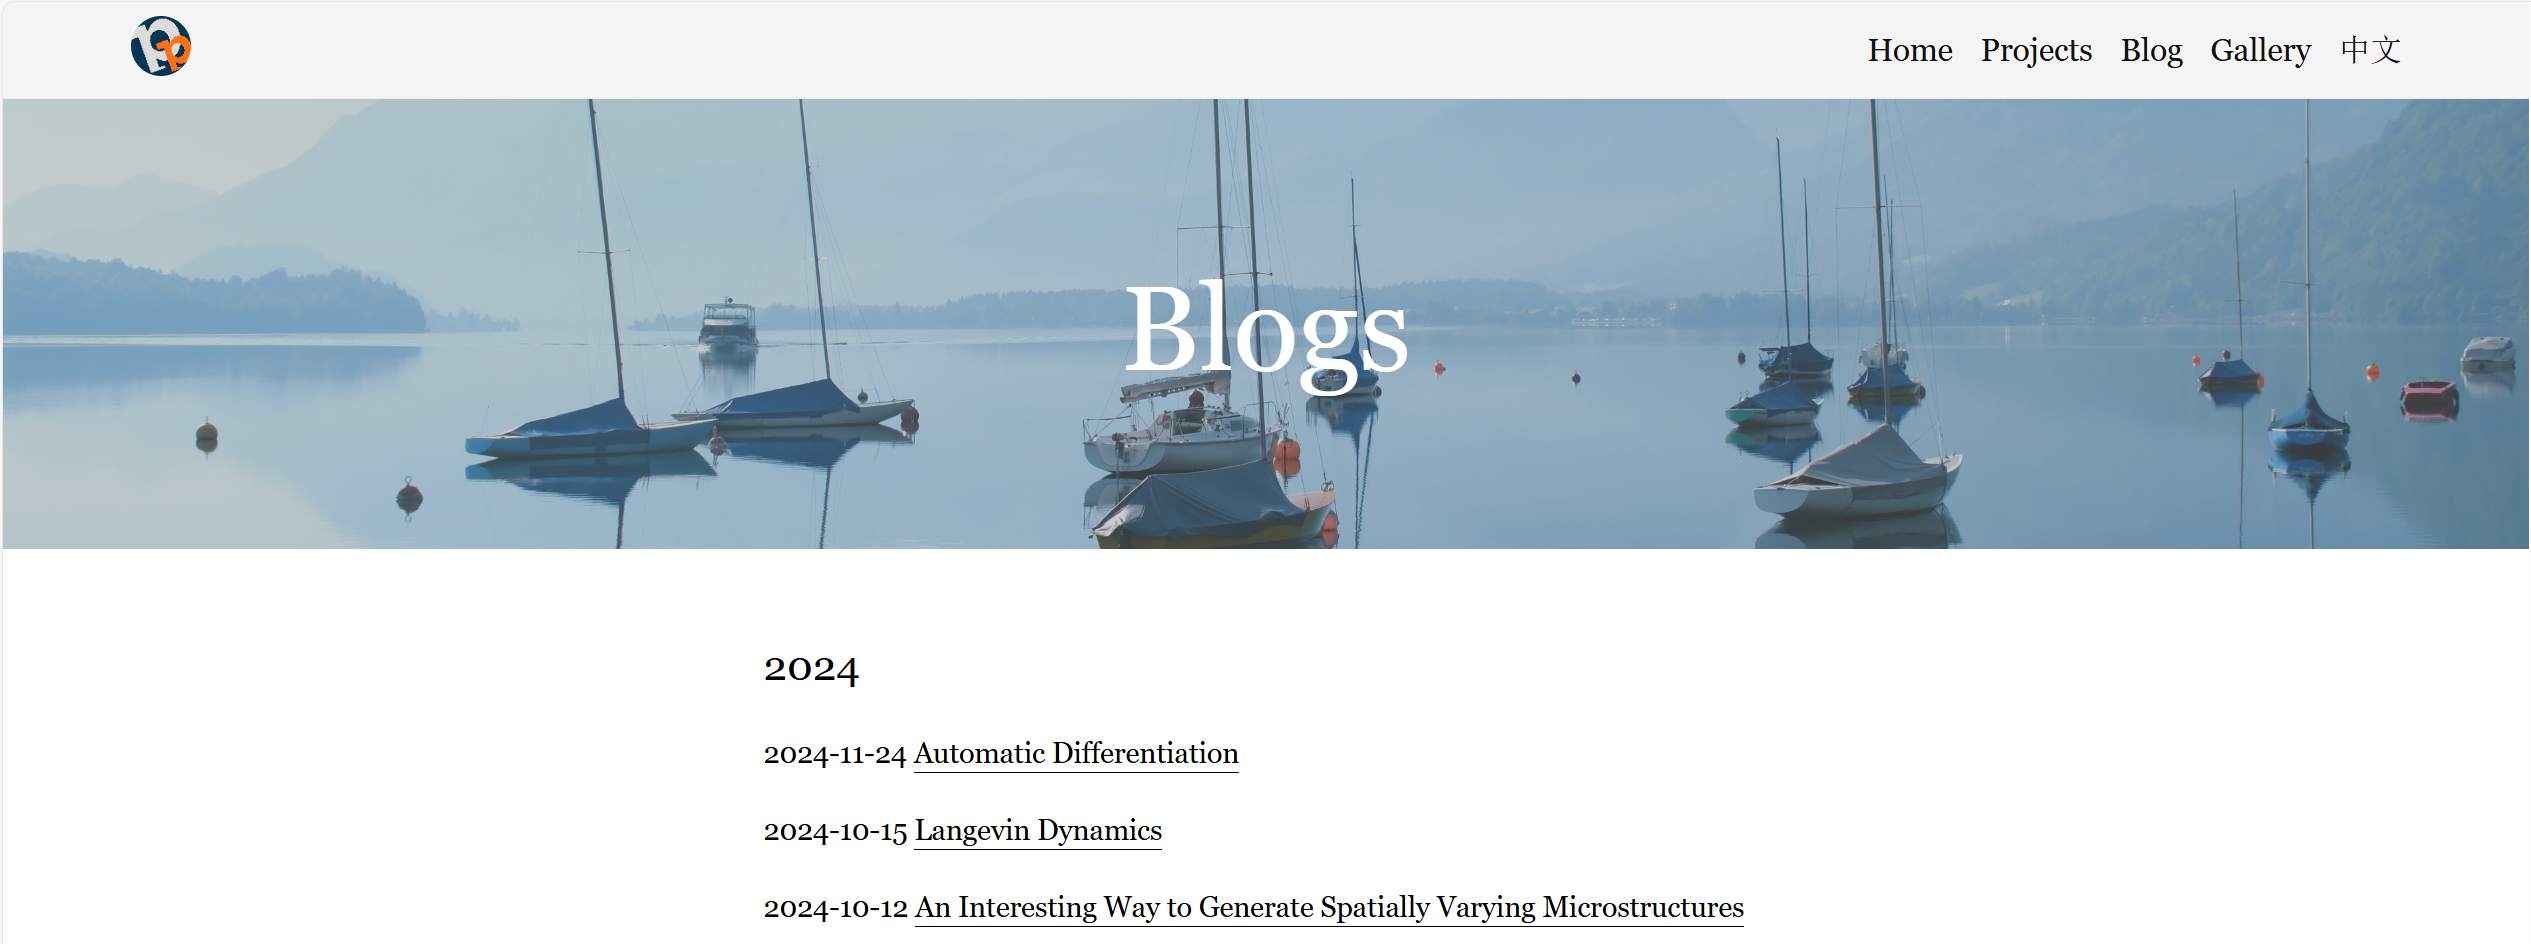 Home Projects Blog Gallery 中文
Blogs
2024
2024-11-24 Automatic Differentiation
2024-10-15 Langevin Dynamics
2024-10-12 An Interesting Way to Generate Spatially Varying Microstructures